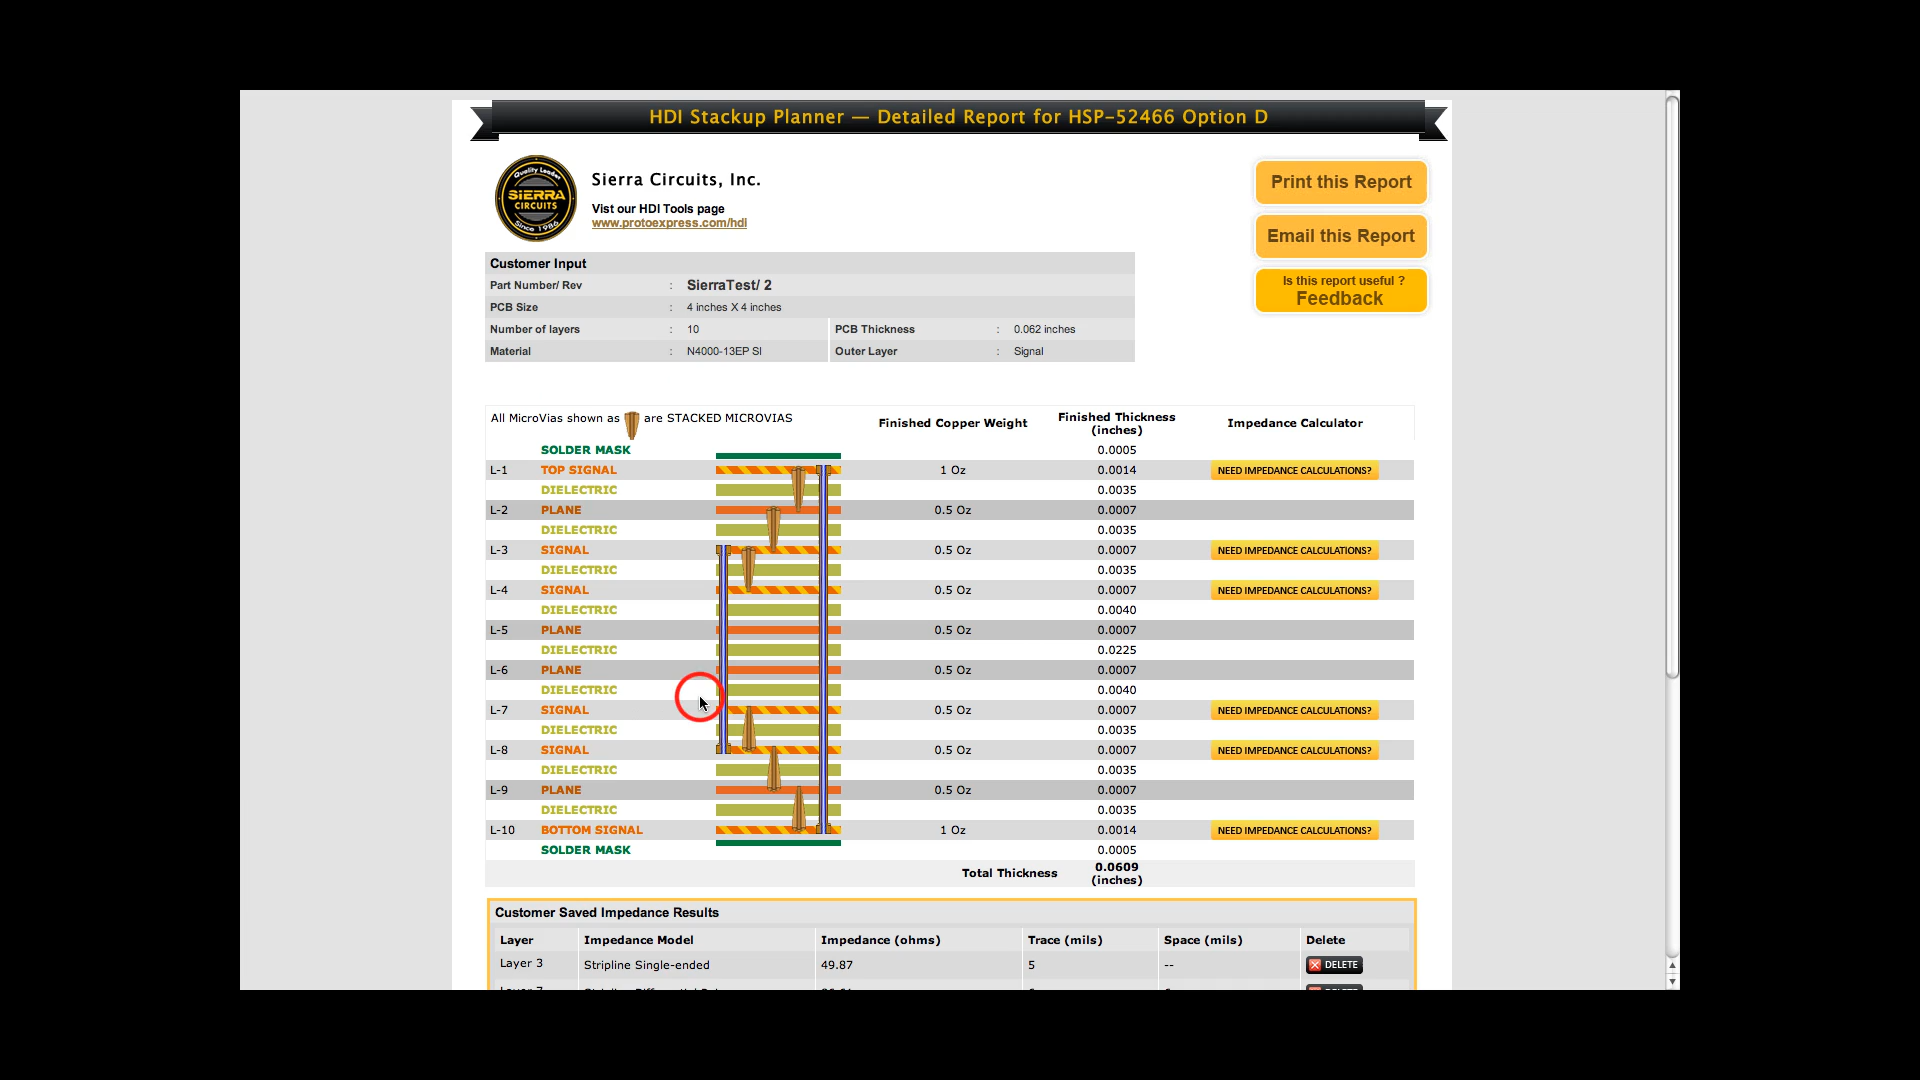 HDI Stackup Planner — Detailed Report for HSP-52466 Option D
Quality Leader
SIERRA
CIRCUITS
Since 1986
Sierra Circuits, Inc.
Vist our HDI Tools page
www.protoexpress.com/hdi
Print this Report
Email this Report
Is this report useful ?
Feedback
Customer Input
Part Number/ Rev : SierraTest/ 2
PCB Size : 4 inches X 4 inches
Number of layers : 10 PCB Thickness : 0.062 inches
Material : N4000-13EP SI Outer Layer : Signal
All MicroVias shown as are STACKED MICROVIAS Finished Copper Weight Finished Thickness (inches) Impedance Calculator
SOLDER MASK 0.0005
L-1 TOP SIGNAL 1 Oz 0.0014 NEED IMPEDANCE CALCULATIONS?
DIELECTRIC 0.0035
L-2 PLANE 0.5 Oz 0.0007
DIELECTRIC 0.0035
L-3 SIGNAL 0.5 Oz 0.0007 NEED IMPEDANCE CALCULATIONS?
DIELECTRIC 0.0035
L-4 SIGNAL 0.5 Oz 0.0007 NEED IMPEDANCE CALCULATIONS?
DIELECTRIC 0.0040
L-5 PLANE 0.5 Oz 0.0007
DIELECTRIC 0.0225
L-6 PLANE 0.5 Oz 0.0007
DIELECTRIC 0.0040
L-7 SIGNAL 0.5 Oz 0.0007 NEED IMPEDANCE CALCULATIONS?
DIELECTRIC 0.0035
L-8 SIGNAL 0.5 Oz 0.0007 NEED IMPEDANCE CALCULATIONS?
DIELECTRIC 0.0035
L-9 PLANE 0.5 Oz 0.0007
DIELECTRIC 0.0035
L-10 BOTTOM SIGNAL 1 Oz 0.0014 NEED IMPEDANCE CALCULATIONS?
SOLDER MASK 0.0005
Total Thickness 0.0609 (inches)
Customer Saved Impedance Results
Layer Impedance Model Impedance (ohms) Trace (mils) Space (mils) Delete
Layer 3 Stripline Single-ended 49.87 5 -- DELETE